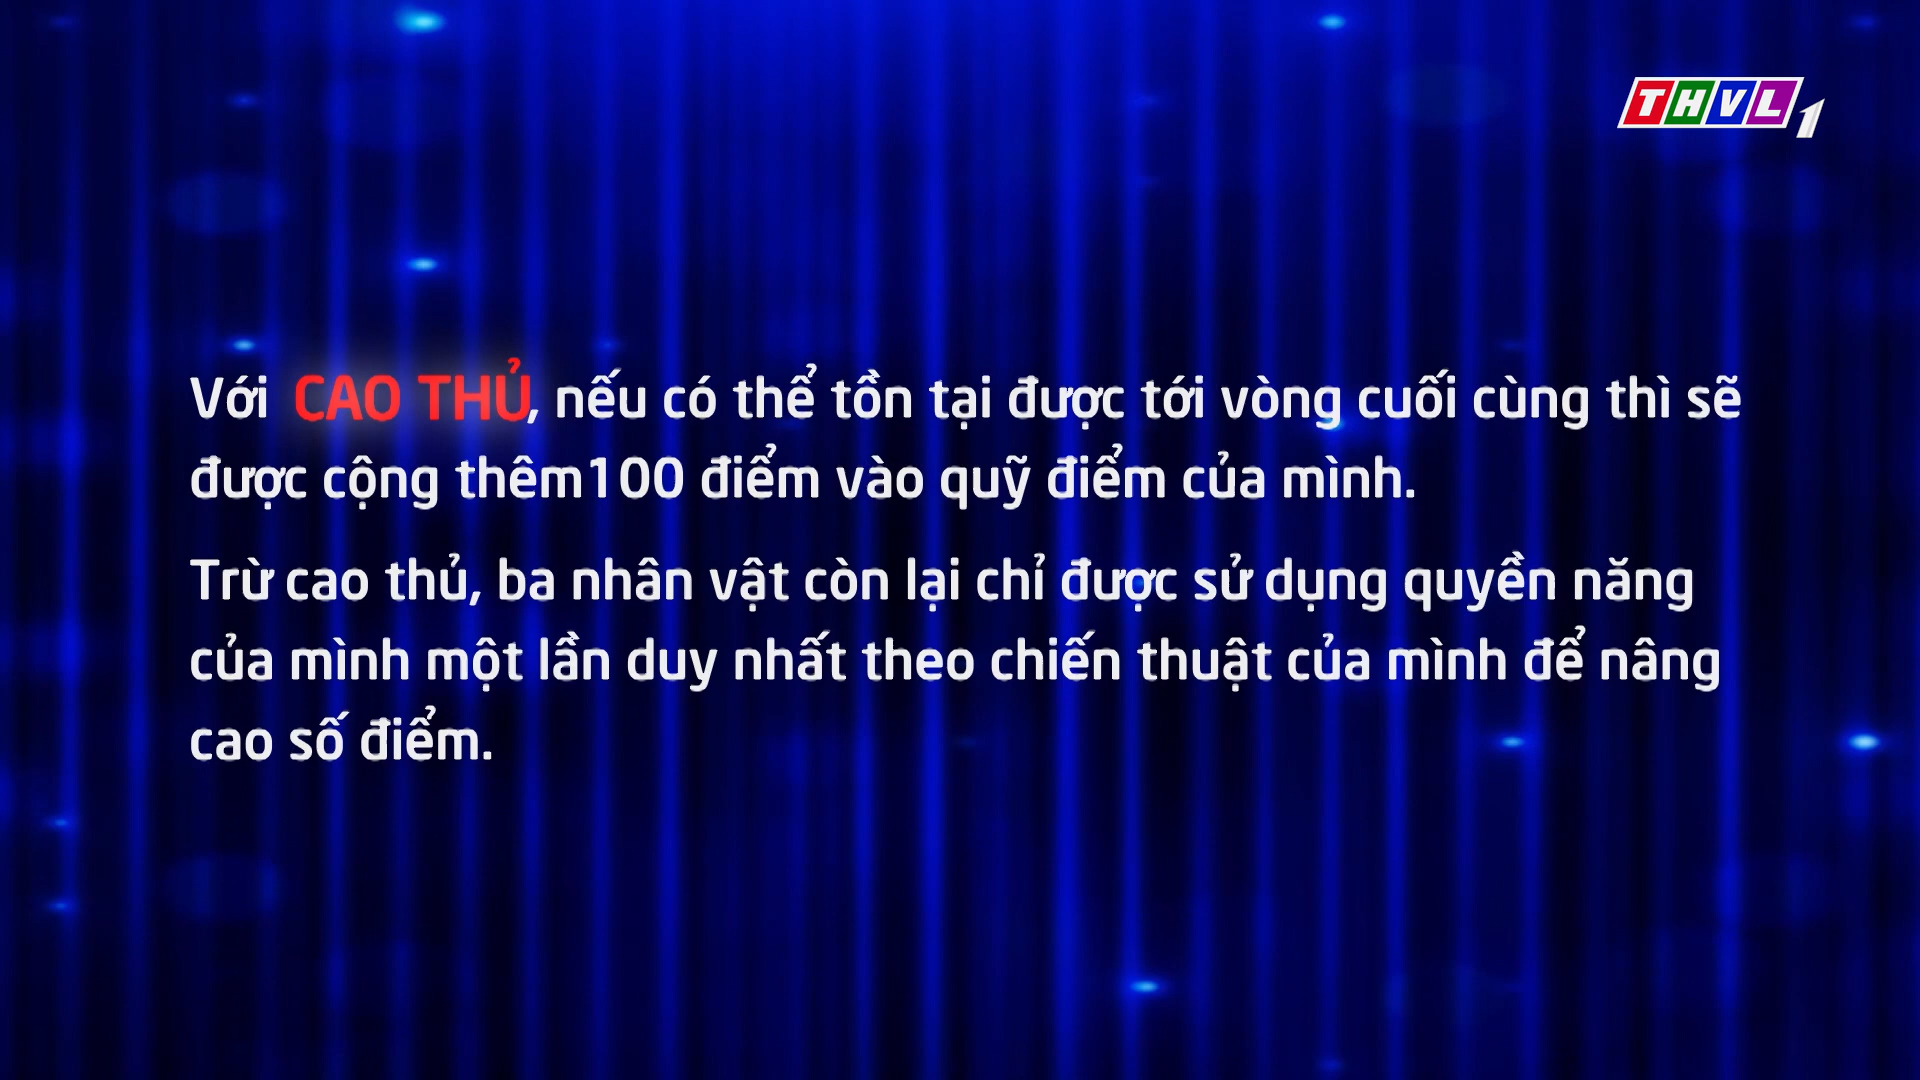 THVL1
Với CAO THỦ, nếu có thể tồn tại được tới vòng cuối cùng thì sẽ
được cộng thêm100 điểm vào quỹ điểm của mình.
Trừ cao thủ, ba nhân vật còn lại chỉ được sử dụng quyền năng
của mình một lần duy nhất theo chiến thuật của mình để nâng
cao số điểm.